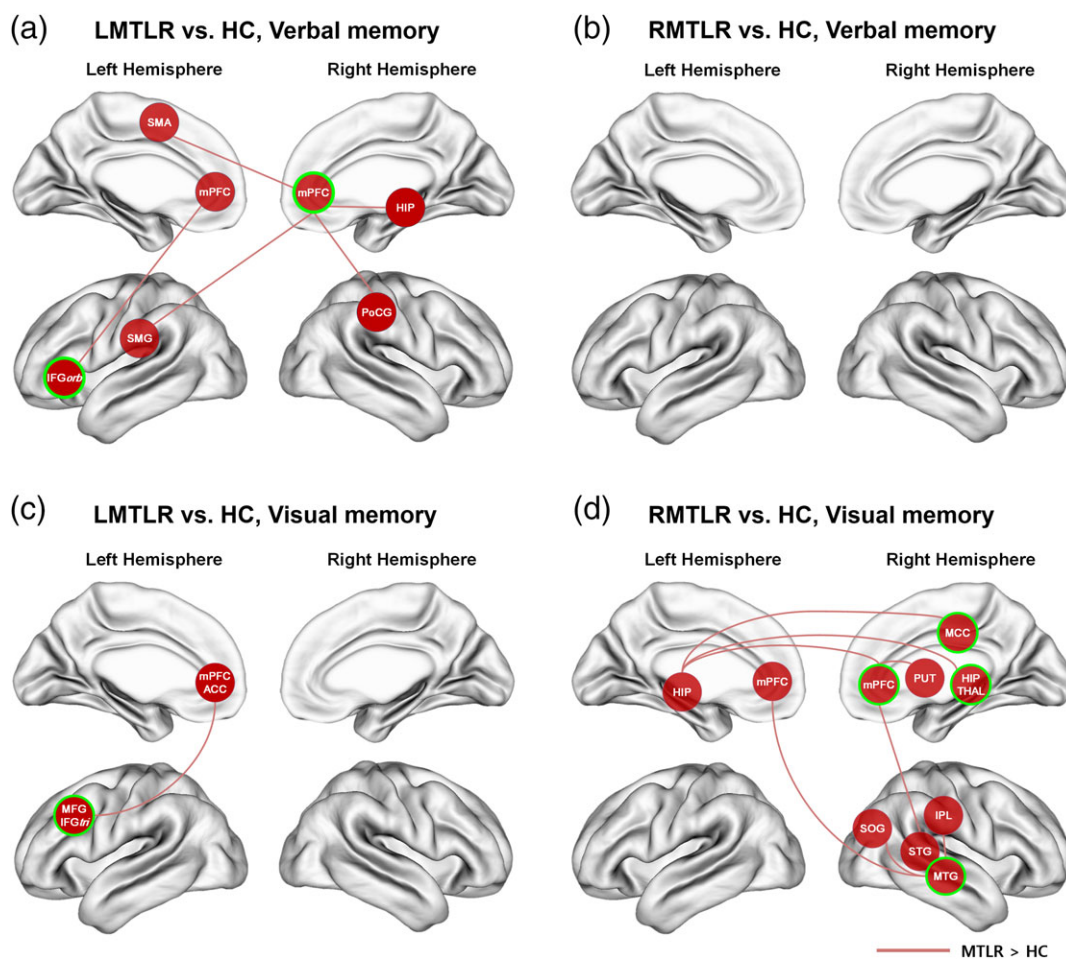 (a)
LMTLR vs. HC, Verbal memory
Left Hemisphere
Right Hemisphere
SMA
mPFC
mPFC
HIP
SMG
PoCG
IFGorb
(b)
RMTLR vs. HC, Verbal memory
Left Hemisphere
Right Hemisphere
(c)
LMTLR vs. HC, Visual memory
Left Hemisphere
Right Hemisphere
mPFC
ACC
MFG
IFGtri
(d)
RMTLR vs. HC, Visual memory
Left Hemisphere
Right Hemisphere
MCC
HIP
mPFC
mPFC
PUT
HIP
THAL
SOG
IPL
STG
MTG
MTLR > HC